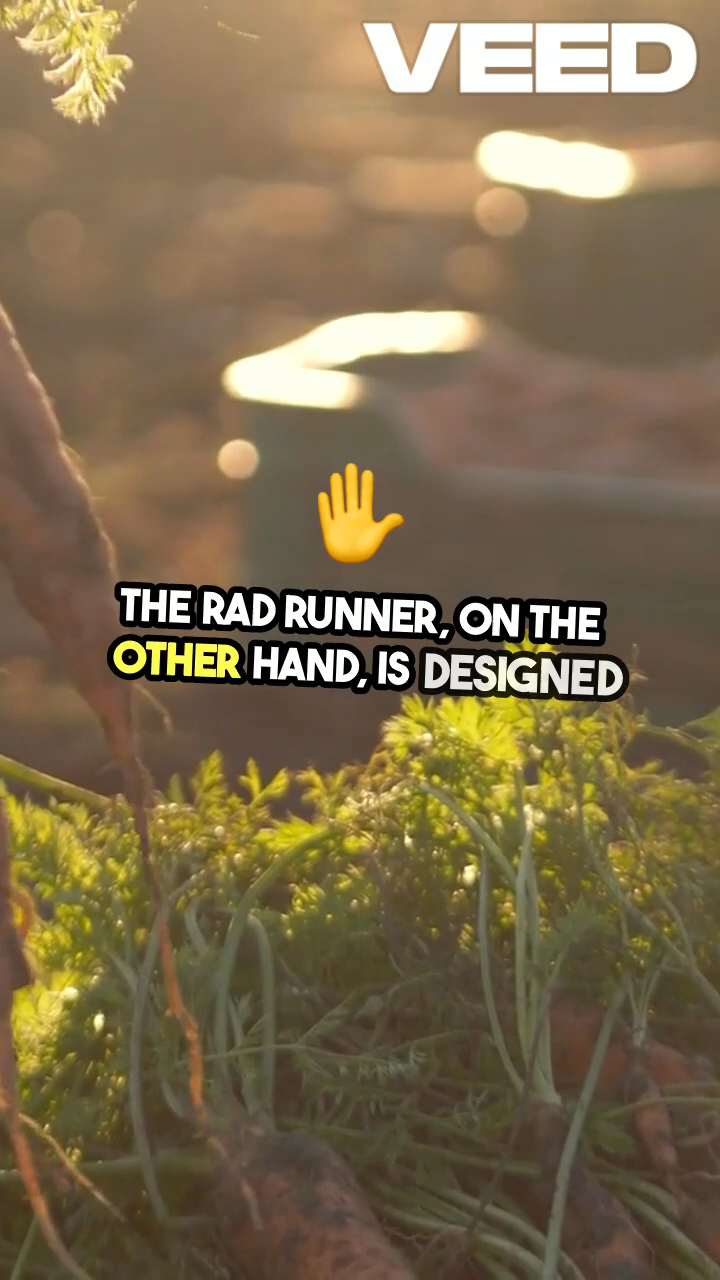 VEED
THE RAD RUNNER, ON THE
OTHER HAND, IS DESIGNED